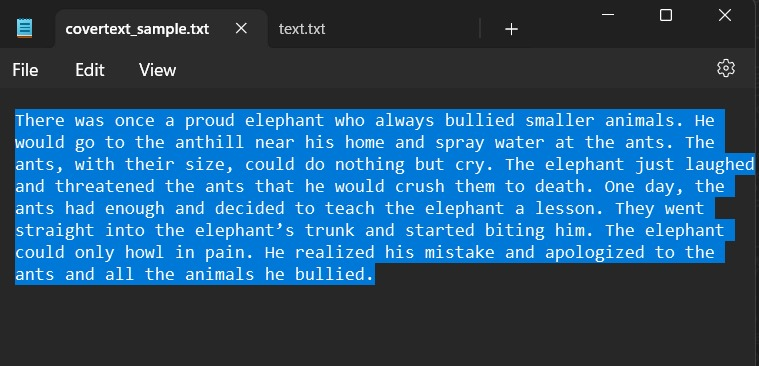 covertext_sample.txt
text.txt
File Edit View
There was once a proud elephant who always bullied smaller animals. He
would go to the anthill near his home and spray water at the ants. The
ants, with their size, could do nothing but cry. The elephant just laughed
and threatened the ants that he would crush them to death. One day, the
ants had enough and decided to teach the elephant a lesson. They went
straight into the elephant’s trunk and started biting him. The elephant
could only howl in pain. He realized his mistake and apologized to the
ants and all the animals he bullied.